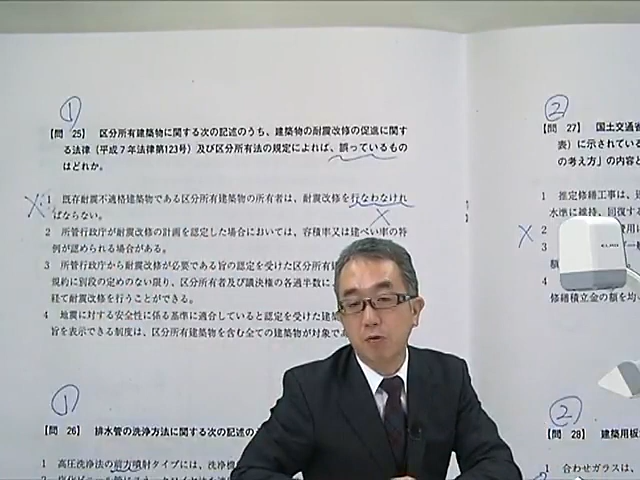 ①
【問 25】 区分所有建築物に関する次の記述のうち、建築物の耐震改修の促進に関す
る法律（平成7年法律第123号）及び区分所有法の規定によれば、誤っているもの
はどれか。
× 1 既存耐震不適格建築物である区分所有建築物の所有者は、耐震改修を行なわなけれ
ばならない。
×
2 所管行政庁が耐震改修の計画を認定した場合においては、容積率又は建ぺい率の特
例が認められる場合がある。
3 所管行政庁から耐震改修が必要である旨の認定を受けた区分所有
規約に別段の定めのない限り、区分所有者及び議決権の各過半数に
経て耐震改修を行うことができる。
4 地震に対する安全性に係る基準に適合していると認定を受けた建
旨を表示できる制度は、区分所有建築物を含む全ての建築物が対象
①
【問 26】 排水管の洗浄方法に関する次の記述の
1 高圧洗浄法の前方噴射タイプには、洗浄
②
【問 27】 国土交通省
表）に示されている
の考え方」の内容と
1 推定修繕工事は、
水準に維持、回復する
× 2
3
4
修繕積立金の額を均
②
【問 28】 建築用板
1 合わせガラスは、